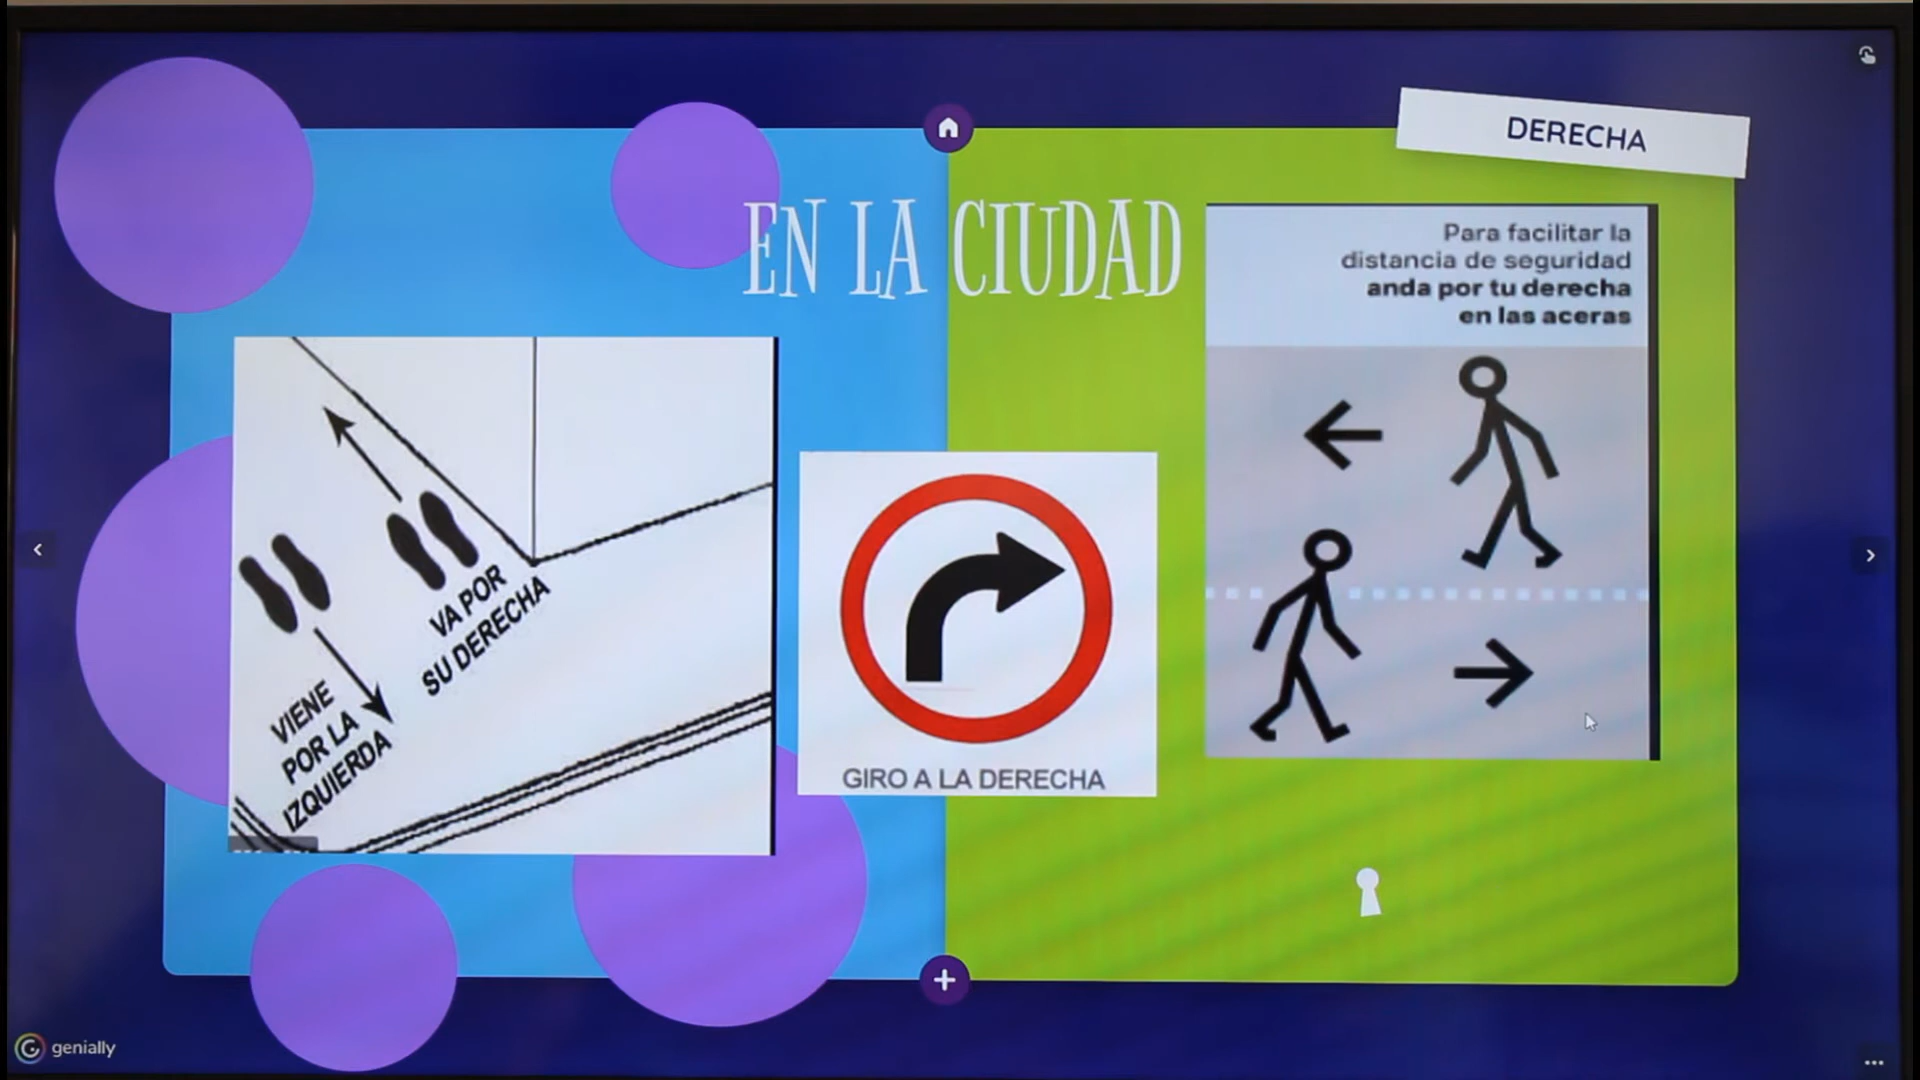 DERECHA
EN LA CIUDAD
Para facilitar la
distancia de seguridad
anda por tu derecha
en las aceras
VA POR
SU DERECHA
VIENE
POR LA
IZQUIERDA
GIRO A LA DERECHA
genially